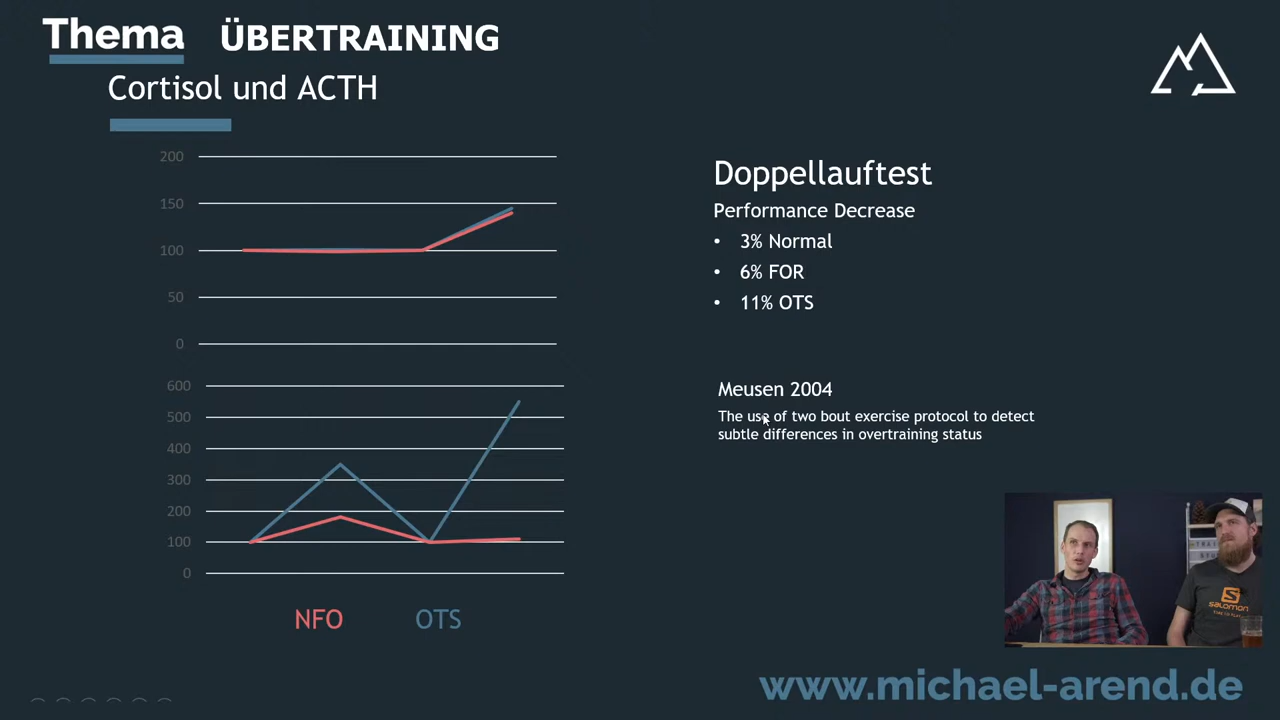 Thema ÜBERTRAINING
Cortisol und ACTH
200
150
100
50
0
600
500
400
300
200
100
0
NFO OTS
Doppellauftest
Performance Decrease
• 3% Normal
• 6% FOR
• 11% OTS
Meusen 2004
The use of two bout exercise protocol to detect
subtle differences in overtraining status
SALOMON
www.michael-arend.de